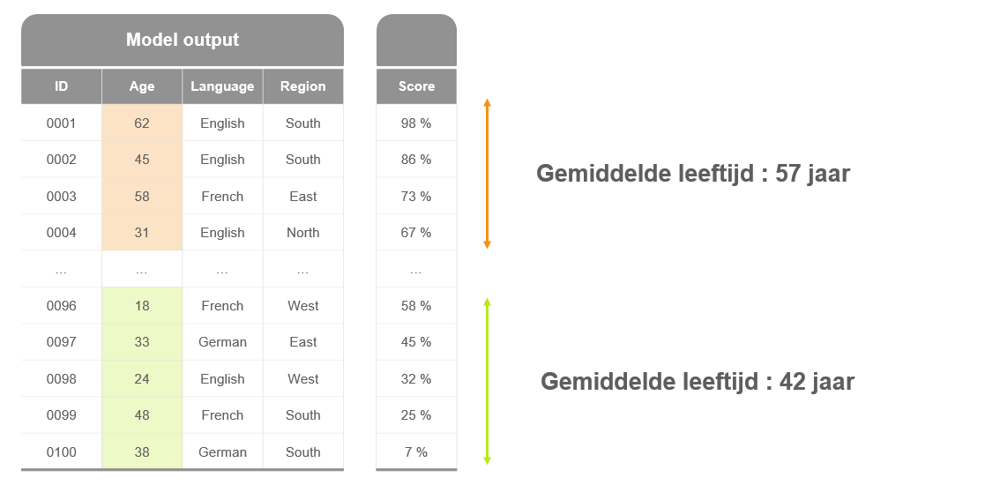 Model output
ID Age Language Region Score
0001 62 English South 98 %
0002 45 English South 86 %
0003 58 French East 73 %
0004 31 English North 67 %
... ... ... ... ...
0096 18 French West 58 %
0097 33 German East 45 %
0098 24 English West 32 %
0099 48 French South 25 %
0100 38 German South 7 %
Gemiddelde leeftijd : 57 jaar
Gemiddelde leeftijd : 42 jaar